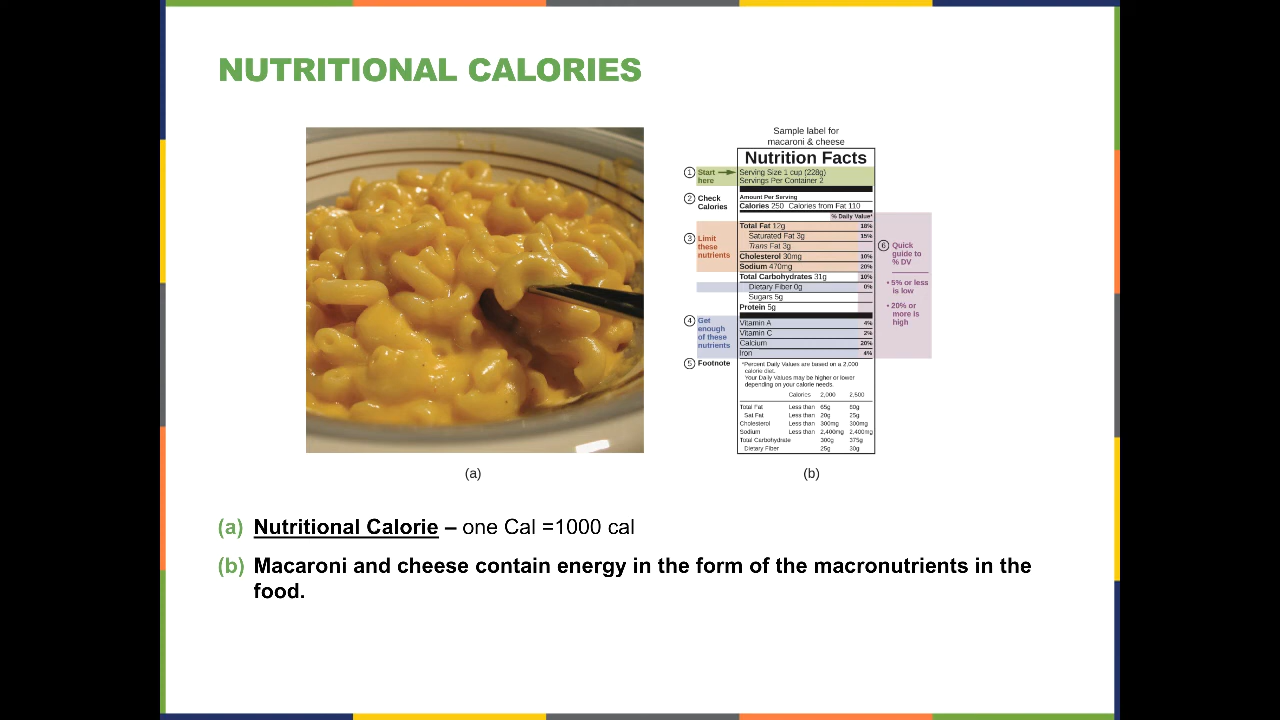 NUTRITIONAL CALORIES
Sample label for
macaroni & cheese
Nutrition Facts
① Start here
Serving Size 1 cup (228g)
Servings Per Container 2
② Check Calories
Amount Per Serving
Calories 250 Calories from Fat 110
% Daily Value*
③ Limit these nutrients
Total Fat 12g 18%
Saturated Fat 3g 15%
Trans Fat 3g
Cholesterol 30mg 10%
Sodium 470mg 20%
Total Carbohydrates 31g 10%
Dietary Fiber 0g 0%
Sugars 5g
Protein 5g
④ Get enough of these nutrients
Vitamin A 4%
Vitamin C 2%
Calcium 20%
Iron 4%
⑤ Footnote
*Percent Daily Values are based on a 2,000
calorie diet.
Your Daily Values may be higher or lower
depending on your calorie needs.
Calories 2,000 2,500
Total Fat Less than 65g 80g
Sat Fat Less than 20g 25g
Cholesterol Less than 300mg 300mg
Sodium Less than 2,400mg 2,400mg
Total Carbohydrate 300g 375g
Dietary Fiber 25g 30g
⑥ Quick
guide to
% DV
• 5% or less
is low
• 20% or
more is
high
(a)
(b)
(a) Nutritional Calorie – one Cal =1000 cal
(b) Macaroni and cheese contain energy in the form of the macronutrients in the
food.